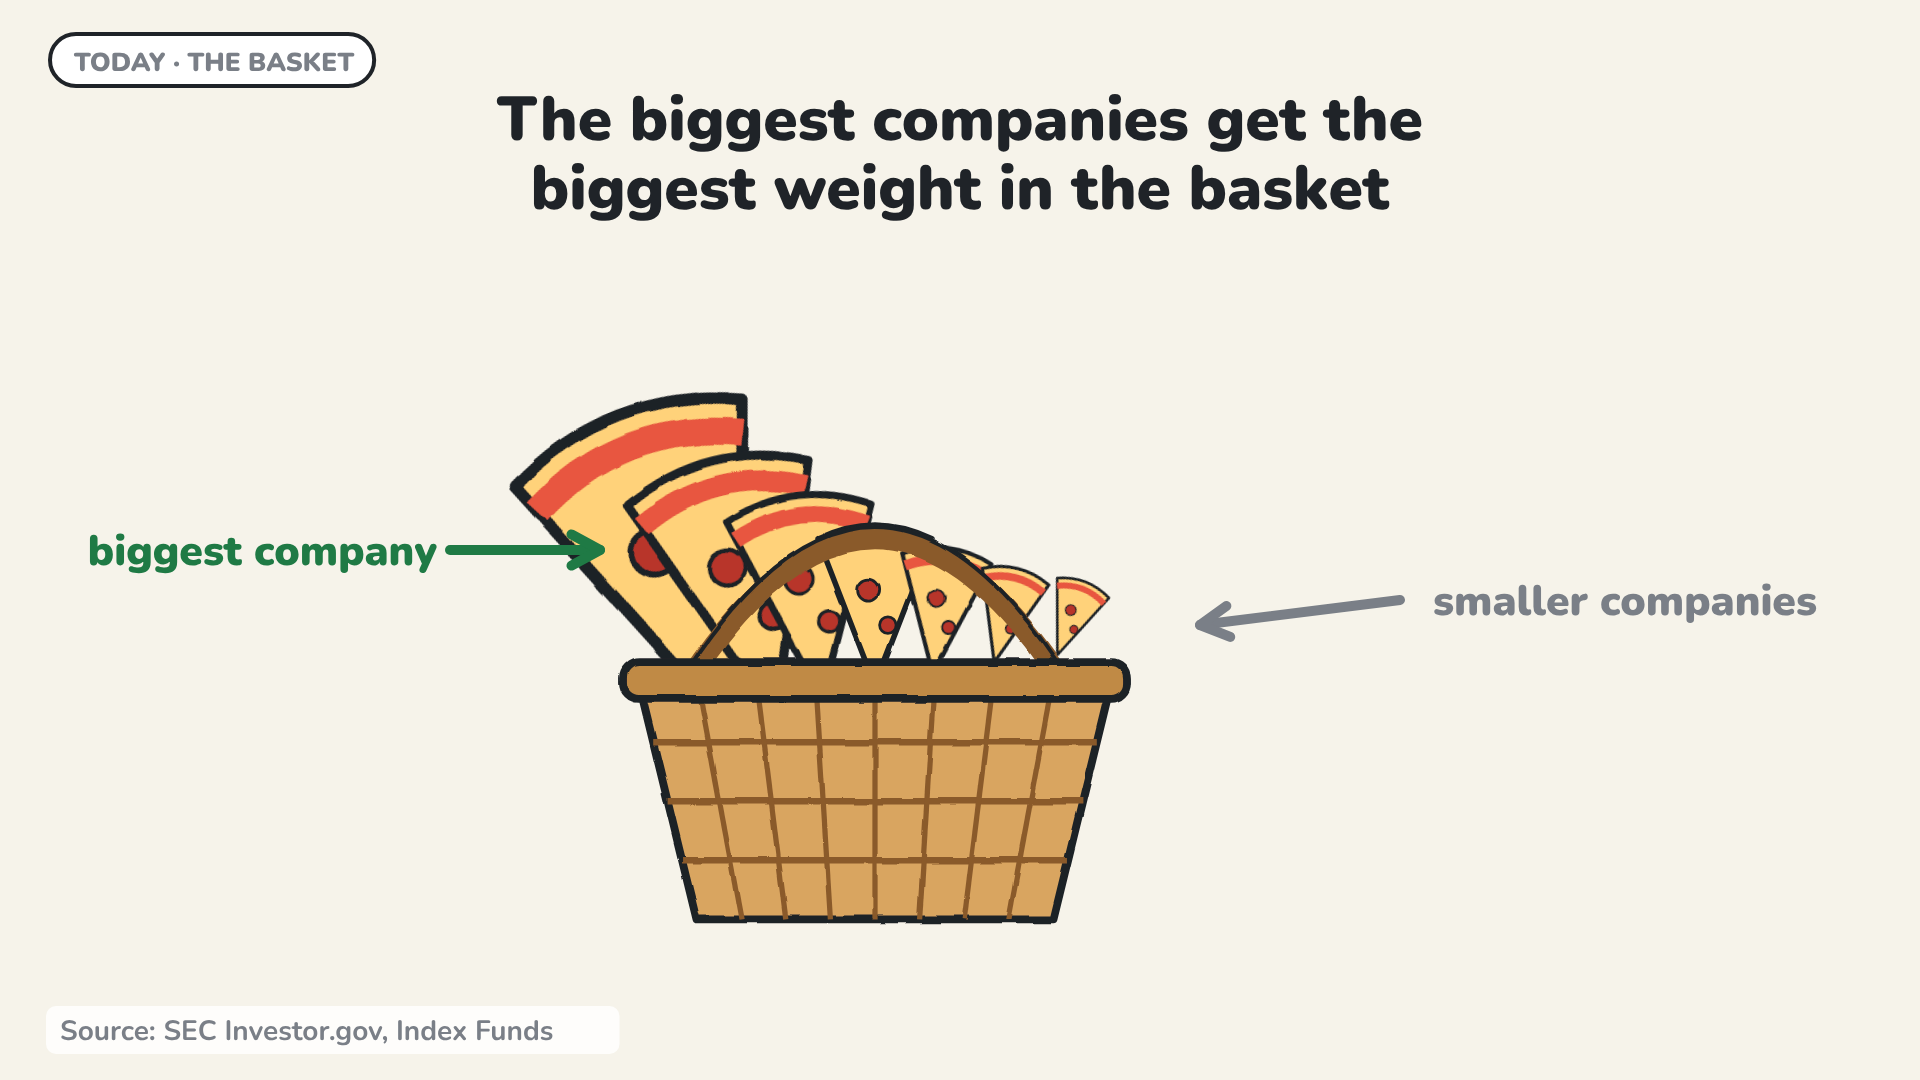 TODAY · THE BASKET
The biggest companies get the
biggest weight in the basket
biggest company
smaller companies
Source: SEC Investor.gov, Index Funds